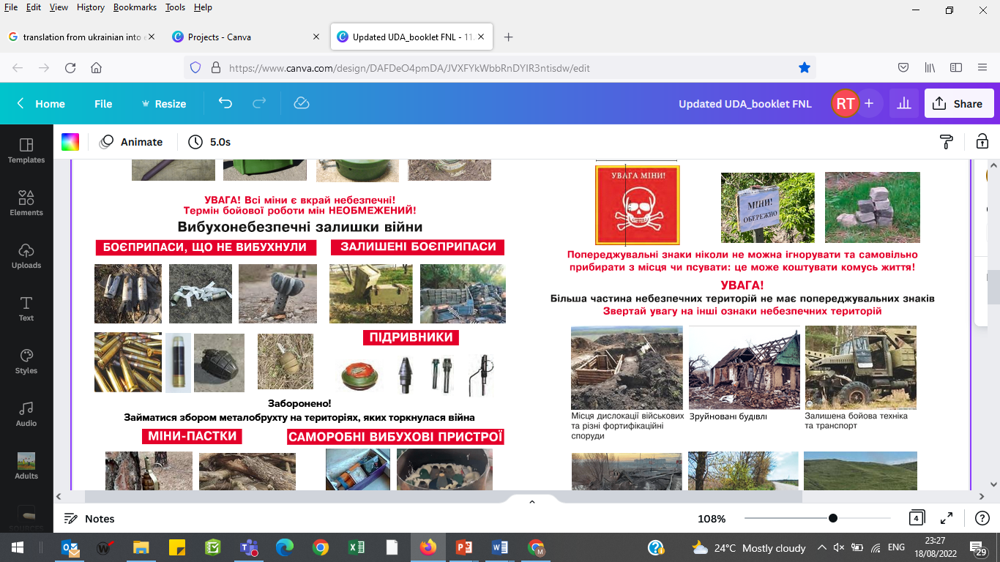 File Edit View History Bookmarks Tools Help
translation from ukrainian into e
Projects - Canva
Updated UDA_booklet FNL - 11.
https://www.canva.com/design/DAFDeO4pmDA/JVXFYkWbbRnDYIR3ntisdw/edit
Home File Resize
Updated UDA_booklet FNL
RT
Share
Animate
5.0s
Templates
Elements
Uploads
Text
Styles
Audio
Adults
SOURCES
УВАГА! Всі міни є вкрай небезпечні!
Термін бойової роботи мін НЕОБМЕЖЕНИЙ!
Вибухонебезпечні залишки війни
БОЄПРИПАСИ, ЩО НЕ ВИБУХНУЛИ
ЗАЛИШЕНІ БОЄПРИПАСИ
ПІДРИВНИКИ
Заборонено!
Займатися збором металобрухту на територіях, яких торкнулася війна
МІНИ-ПАСТКИ
САМОРОБНІ ВИБУХОВІ ПРИСТРОЇ
УВАГА МІНИ!
МІНИ!
ОБЕРЕЖНО
Попереджувальні знаки ніколи не можна ігнорувати та самовільно
прибирати з місця чи псувати: це може коштувати комусь життя!
УВАГА!
Більша частина небезпечних територій не має попереджувальних знаків
Звертай увагу на інші ознаки небезпечних територій
Місця дислокації військових
та різні фортифікаційні
споруди
Зруйновані будівлі
Залишена бойова техніка
та транспорт
Notes
108%
4
24°C Mostly cloudy
ENG
23:27
18/08/2022
29